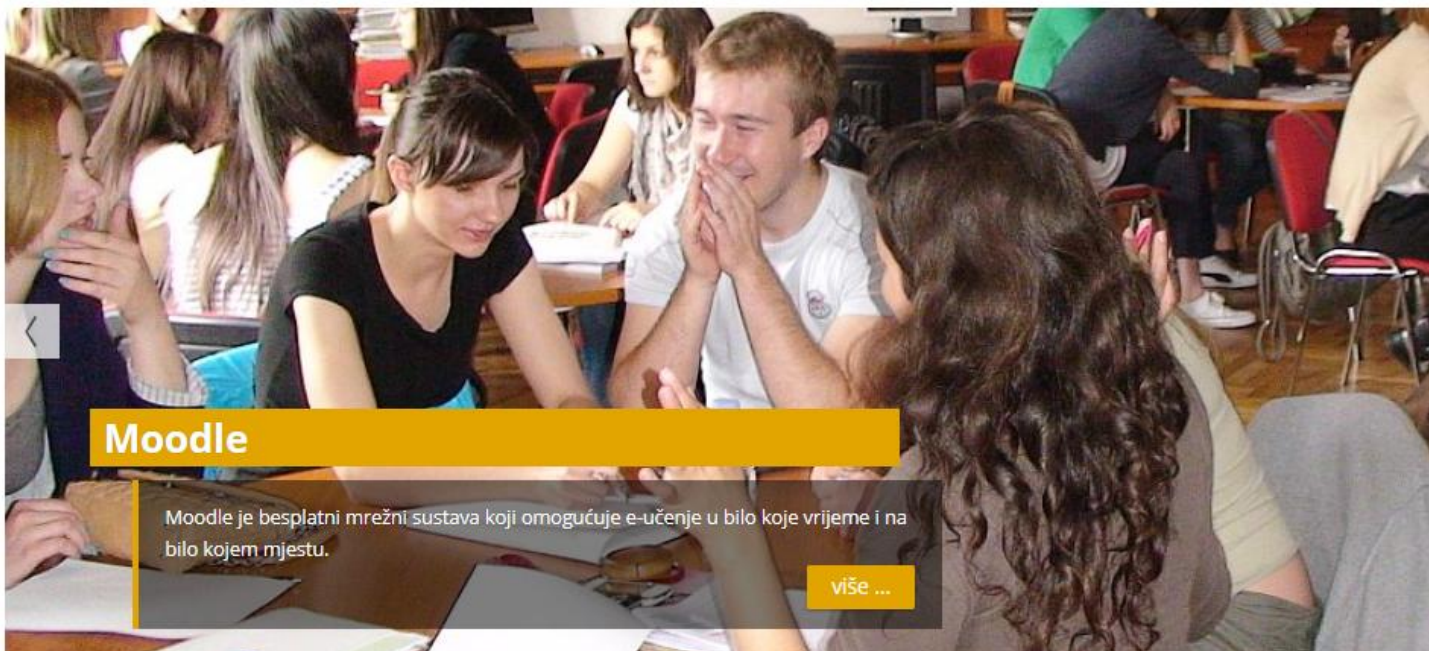 Moodle
Moodle je besplatni mrežni sustava koji omogućuje e-učenje u bilo koje vrijeme i na
bilo kojem mjestu.
više ...